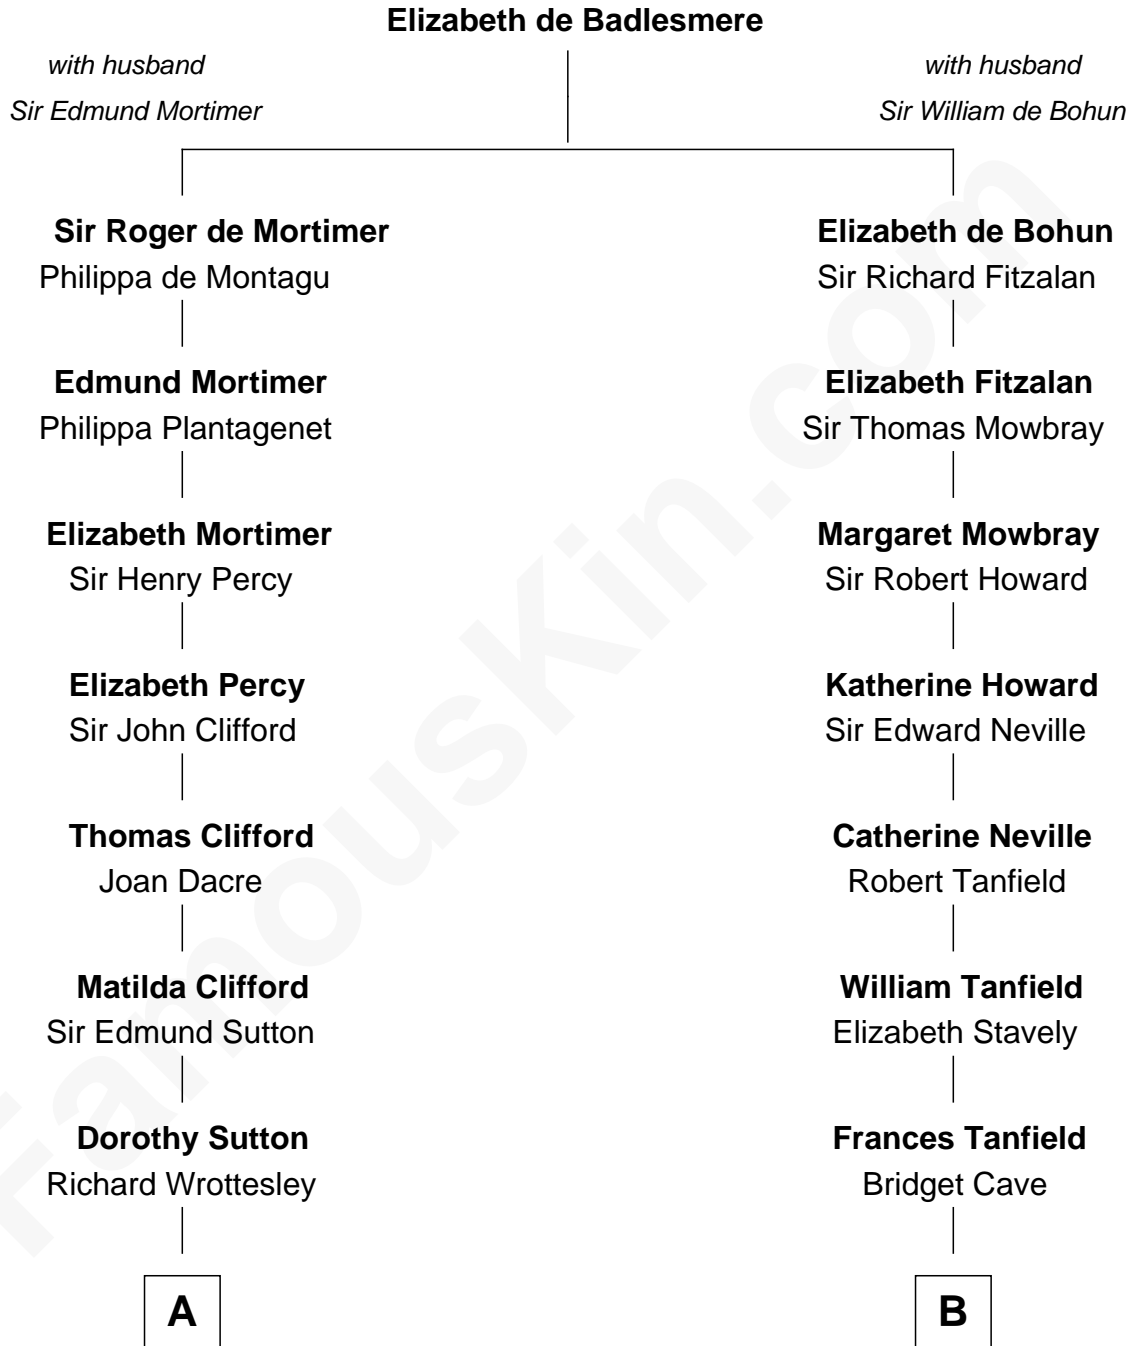 Elizabeth de Badlesmere
with husband
Sir Edmund Mortimer
with husband
Sir William de Bohun
Sir Roger de Mortimer
Philippa de Montagu
Elizabeth de Bohun
Sir Richard Fitzalan
Edmund Mortimer
Philippa Plantagenet
Elizabeth Fitzalan
Sir Thomas Mowbray
Elizabeth Mortimer
Sir Henry Percy
Margaret Mowbray
Sir Robert Howard
Elizabeth Percy
Sir John Clifford
Katherine Howard
Sir Edward Neville
Thomas Clifford
Joan Dacre
Catherine Neville
Robert Tanfield
Matilda Clifford
Sir Edmund Sutton
William Tanfield
Elizabeth Stavely
Dorothy Sutton
Richard Wrottesley
Frances Tanfield
Bridget Cave
A
B
FamousKin.com